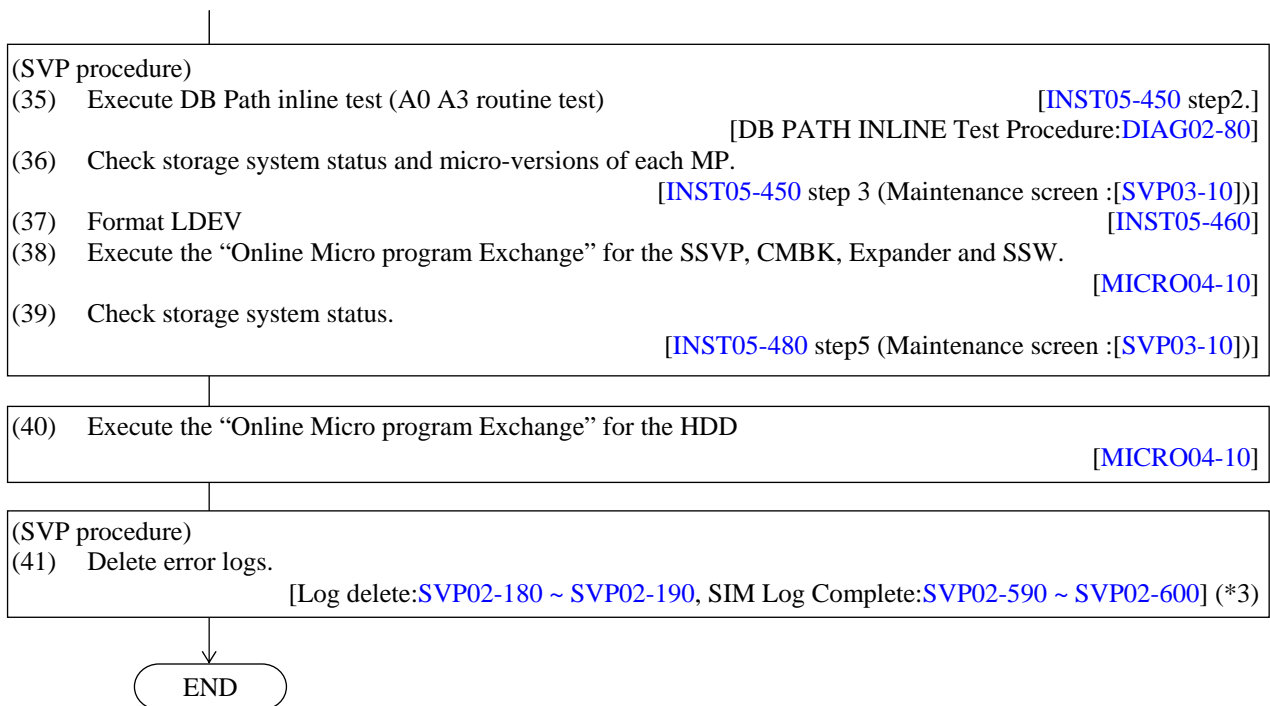 (SVP procedure)
(35) Execute DB Path inline test (A0 A3 routine test) [INST05-450 step2.]
[DB PATH INLINE Test Procedure:DIAG02-80]
(36) Check storage system status and micro-versions of each MP.
[INST05-450 step 3 (Maintenance screen :[SVP03-10])]
(37) Format LDEV [INST05-460]
(38) Execute the “Online Micro program Exchange” for the SSVP, CMBK, Expander and SSW.
[MICRO04-10]
(39) Check storage system status.
[INST05-480 step5 (Maintenance screen :[SVP03-10])]
(40) Execute the “Online Micro program Exchange” for the HDD
[MICRO04-10]
(SVP procedure)
(41) Delete error logs.
[Log delete:SVP02-180 ~ SVP02-190, SIM Log Complete:SVP02-590 ~ SVP02-600] (*3)
END